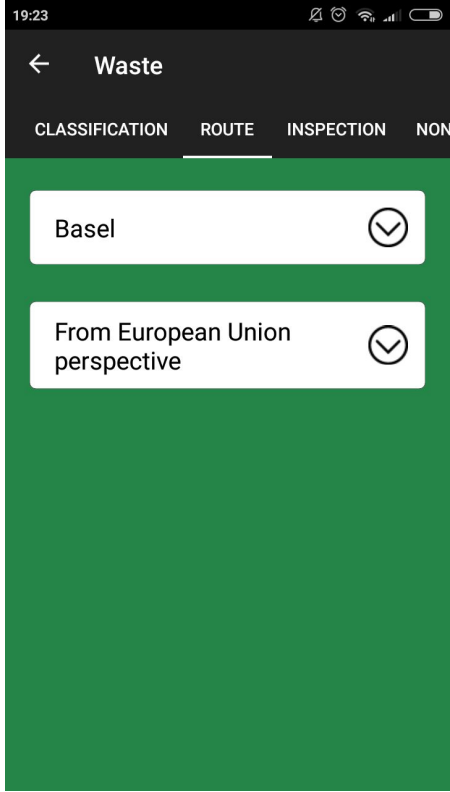 19:23
Waste
CLASSIFICATION ROUTE INSPECTION NON
Basel
From European Union
perspective